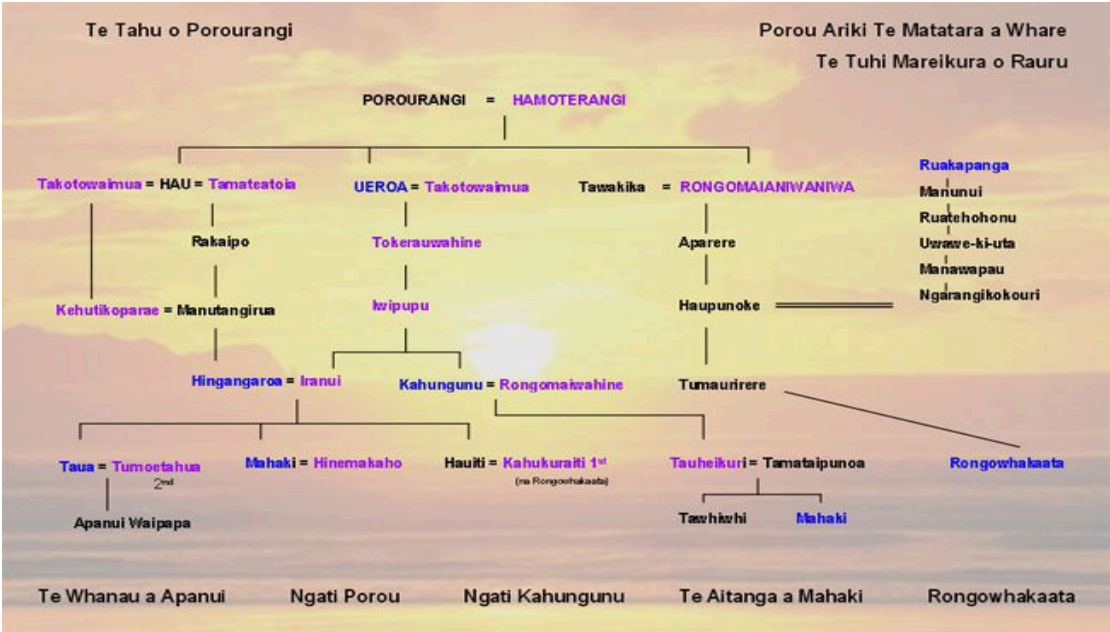 Te Tahu o Porourangi
Porou Ariki Te Matatara a Whare
Te Tuhi Mareikura o Rauru
POROURANGI = HAMOTERANGI
Takotowaimua = HAU = Tamateatoia
UEROA = Takotowaimua
Tawakika = RONGOMAIANIWANIWA
Ruakapanga
Manunui
Ruatehohonu
Uwawe-ki-uta
Manawapau
Ngarangikokouri
Rakaipo
Tokerauwahine
Aparere
Kehutikoparae = Manutangirua
Iwipupu
Haupunoke
Hingangaroa = Iranui
Kahungunu = Rongomaiwahine
Tumaurirere
Taua = Tumoetahua
2nd
Mahaki = Hinemakaho
Hauiti = Kahukuraiti 1st
(na Rongowhakaata)
Tauheikuri = Tamataipunoa
Rongowhakaata
Apanui Waipapa
Tawhiwhi
Mahaki
Te Whanau a Apanui
Ngati Porou
Ngati Kahungunu
Te Aitanga a Mahaki
Rongowhakaata